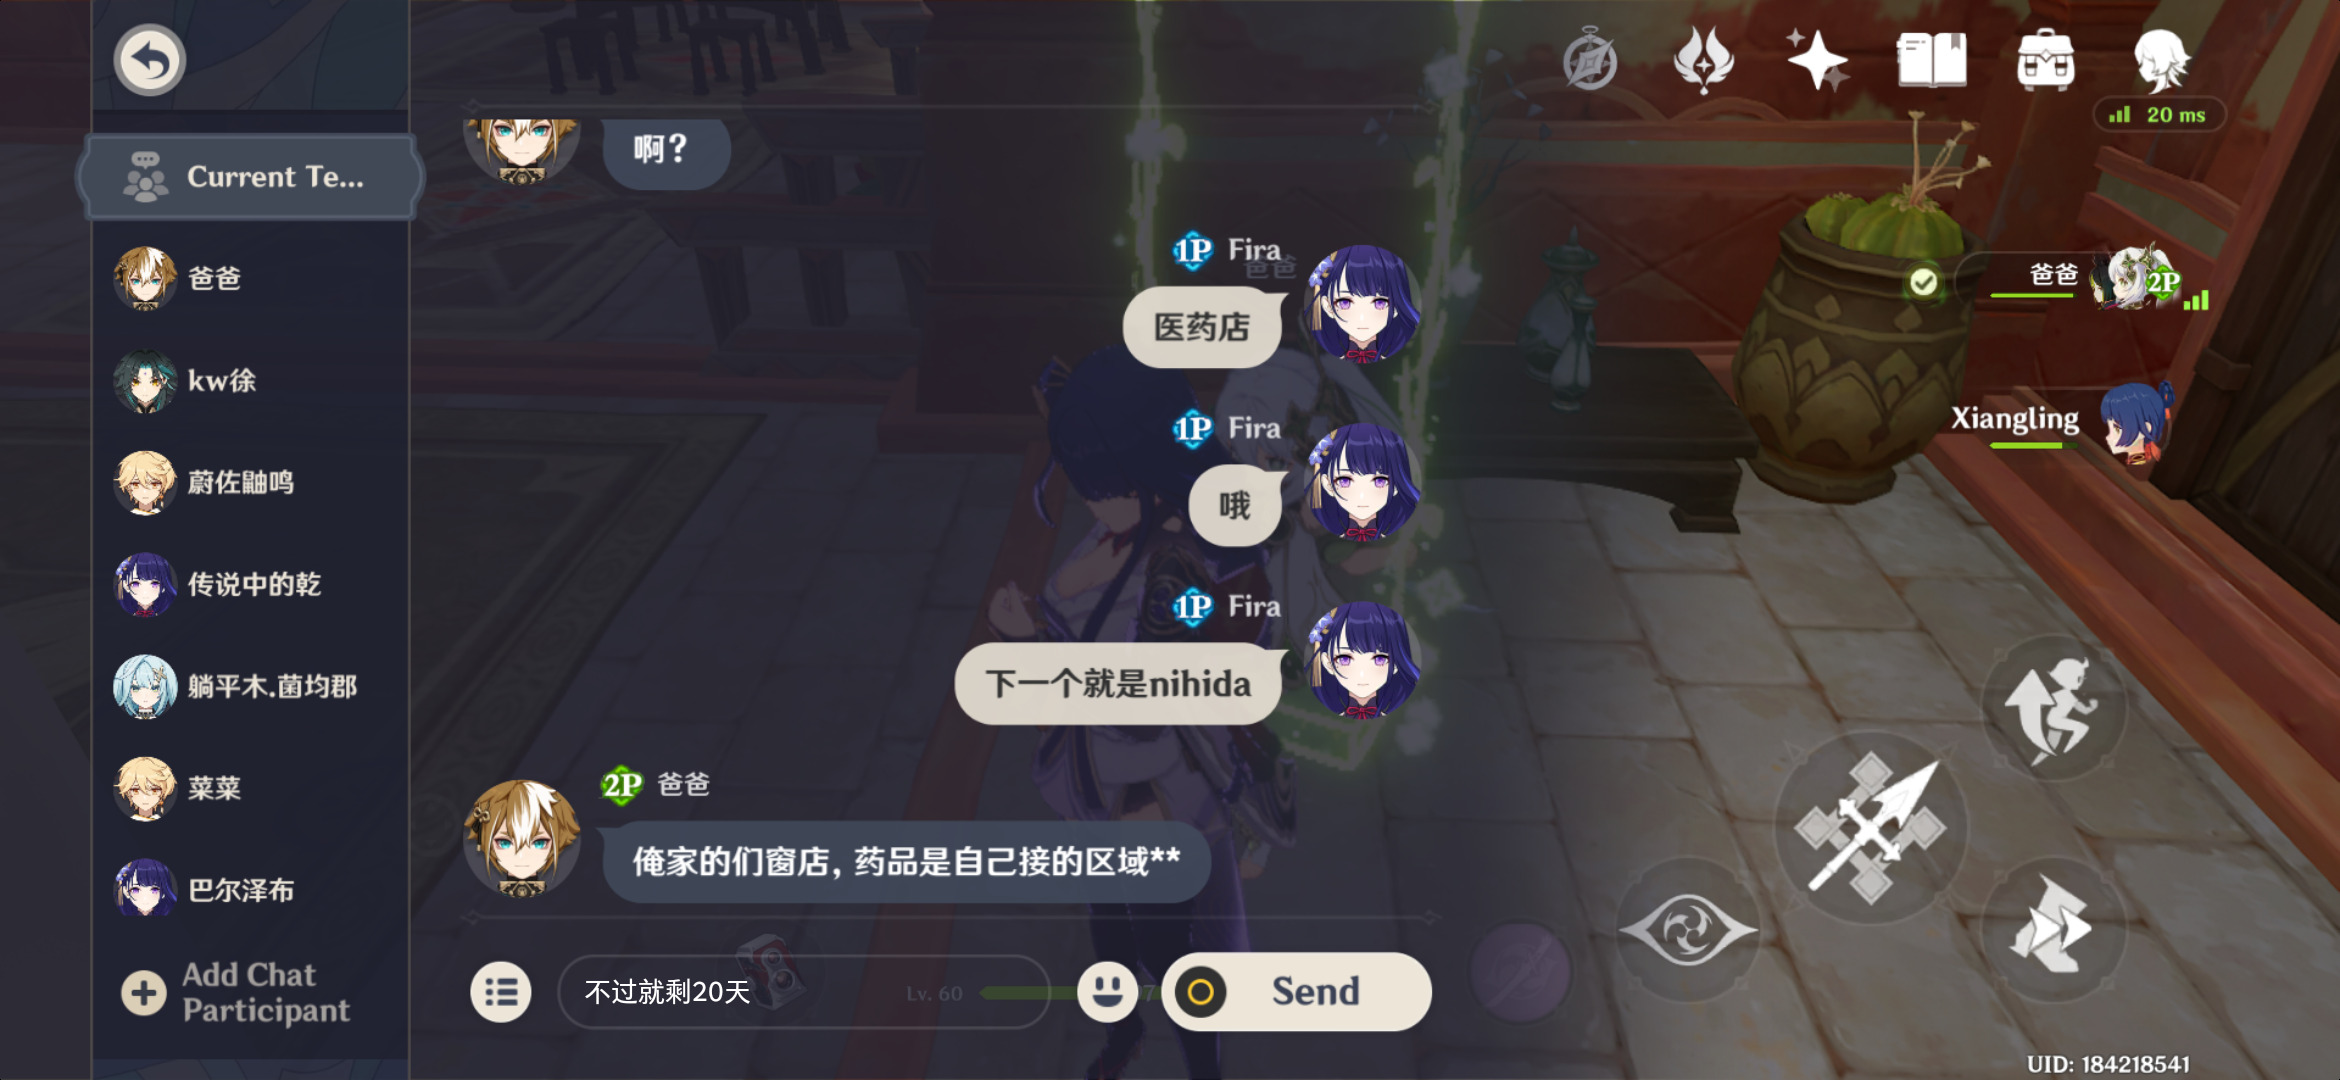 Current Te...
爸爸
kw徐
蔚佐鼬鸣
传说中的乾
躺平木.菌均郡
菜菜
巴尔泽布
Add Chat
Participant
啊?
1P Fira
爸爸
医药店
1P Fira
哦
1P Fira
下一个就是nihida
2P 爸爸
俺家的们窗店，药品是自己接的区域**
不过就剩20天
Lv. 60
7
Send
20 ms
爸爸
2P
Xiangling
UID: 184218541